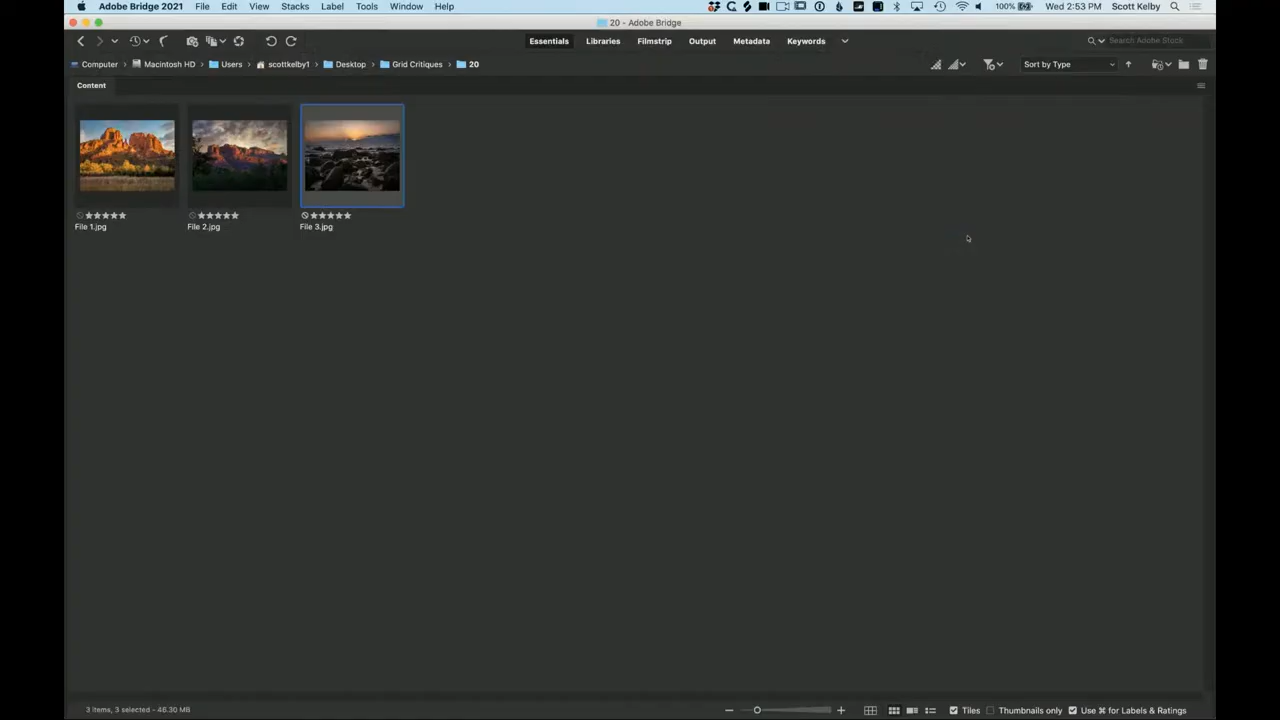 Adobe Bridge 2021 File Edit View Stacks Label Tools Window Help 100% Wed 2:53 PM Scott Kelby
20 - Adobe Bridge
Essentials Libraries Filmstrip Output Metadata Keywords Search Adobe Stock
Computer Macintosh HD Users scottkelby1 Desktop Grid Critiques 20 Sort by Type
Content
File 1.jpg File 2.jpg File 3.jpg
3 items, 3 selected - 46.30 MB Tiles Thumbnails only Use ⌘ for Labels & Ratings